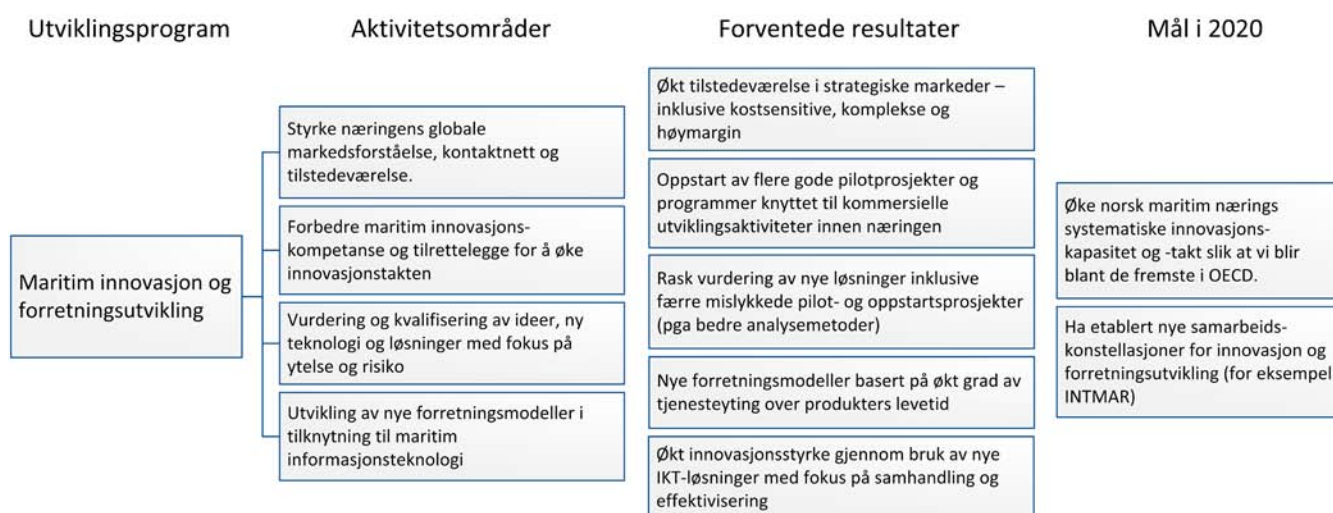 Utviklingsprogram
Aktivitetsområder
Forventede resultater
Mål i 2020
Maritim innovasjon og
forretningsutvikling
Styrke næringens globale
markedsforståelse, kontaktnett og
tilstedeværelse.
Forbedre maritim innovasjons-
kompetanse og tilrettelegge for å øke
innovasjonstakten
Vurdering og kvalifisering av ideer, ny
teknologi og løsninger med fokus på
ytelse og risiko
Utvikling av nye forretningsmodeller i
tilknytning til maritim
informasjonsteknologi
Økt tilstedeværelse i strategiske markeder –
inklusive kostsensitive, komplekse og
høymargin
Oppstart av flere gode pilotprosjekter og
programmer knyttet til kommersielle
utviklingsaktiviteter innen næringen
Rask vurdering av nye løsninger inklusive
færre mislykkede pilot- og oppstartsprosjekter
(pga bedre analysemetoder)
Nye forretningsmodeller basert på økt grad av
tjenesteyting over produkters levetid
Økt innovasjonsstyrke gjennom bruk av nye
IKT-løsninger med fokus på samhandling og
effektivisering
Øke norsk maritim nærings
systematiske innovasjons-
kapasitet og -takt slik at vi blir
blant de fremste i OECD.
Ha etablert nye samarbeids-
konstellasjoner for innovasjon og
forretningsutvikling (for eksempel
INTMAR)